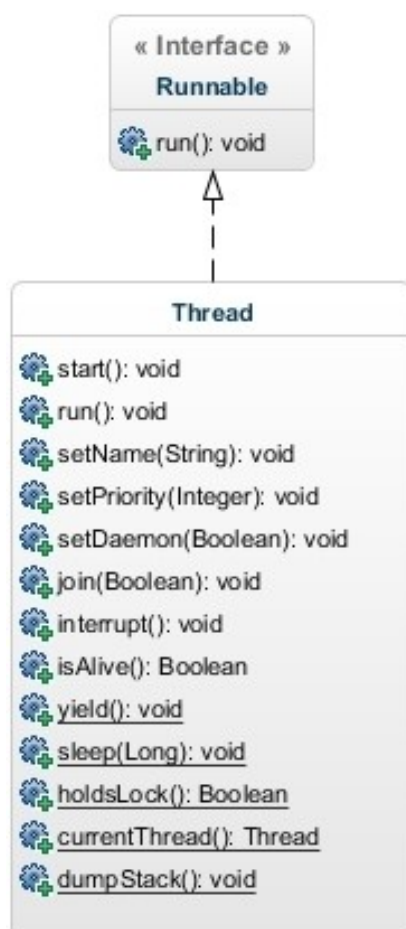 « Interface »
Runnable
run(): void
Thread
start(): void
run(): void
setName(String): void
setPriority(Integer): void
setDaemon(Boolean): void
join(Boolean): void
interrupt(): void
isAlive(): Boolean
yield(): void
sleep(Long): void
holdsLock(): Boolean
currentThread(): Thread
dumpStack(): void